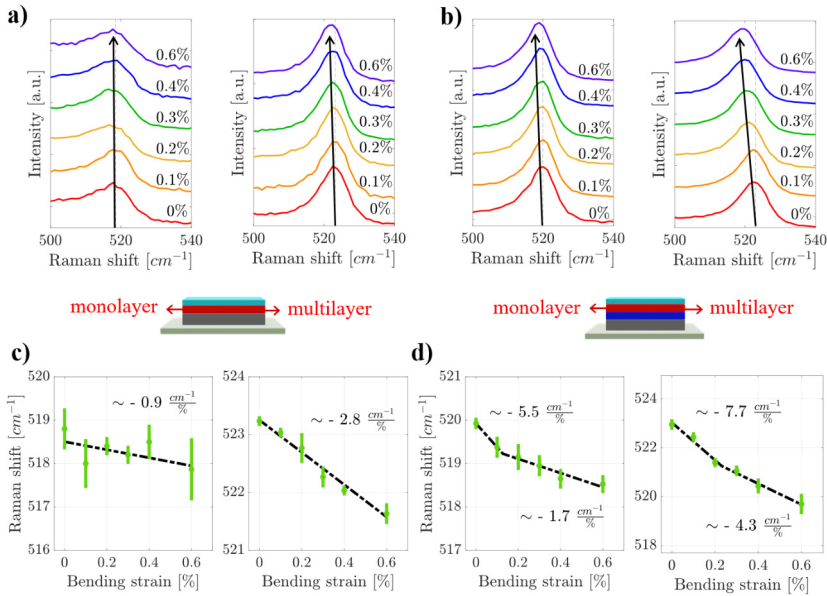 a)
b)
Intensity [a.u.]
0.6%
0.4%
0.3%
0.2%
0.1%
0%
500 520 540
Raman shift [cm⁻¹]
0.6%
0.4%
0.3%
0.2%
0.1%
0%
500 520 540
Raman shift [cm⁻¹]
Intensity [a.u.]
0.6%
0.4%
0.3%
0.2%
0.1%
0%
500 520 540
Raman shift [cm⁻¹]
0.6%
0.4%
0.3%
0.2%
0.1%
0%
500 520 540
Raman shift [cm⁻¹]
monolayer multilayer
monolayer multilayer
c)
d)
Raman shift [cm⁻¹]
520
519
518
517
516
~ - 0.9 cm⁻¹/%
0 0.2 0.4 0.6
Bending strain [%]
524
523
522
521
~ - 2.8 cm⁻¹/%
0 0.2 0.4 0.6
Bending strain [%]
Raman shift [cm⁻¹]
521
520
519
518
517
~ - 5.5 cm⁻¹/%
~ - 1.7 cm⁻¹/%
0 0.2 0.4 0.6
Bending strain [%]
524
522
520
518
~ - 7.7 cm⁻¹/%
~ - 4.3 cm⁻¹/%
0 0.2 0.4 0.6
Bending strain [%]